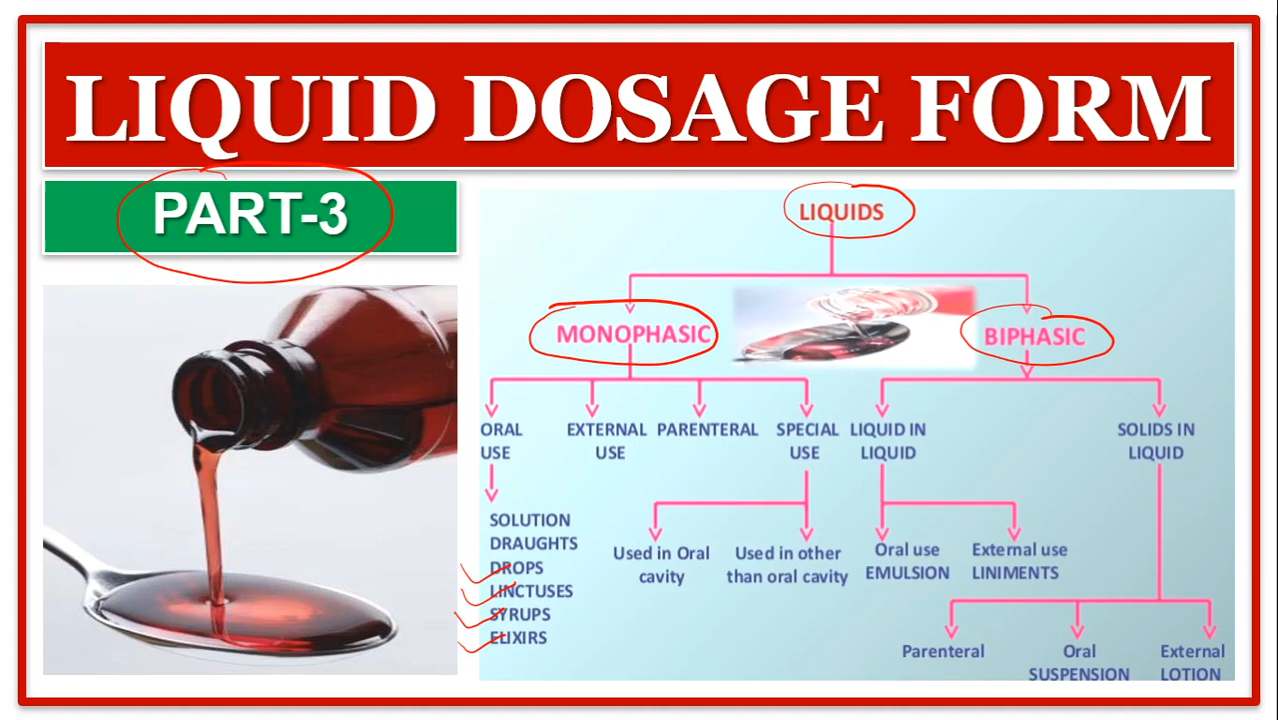 LIQUID DOSAGE FORM
PART-3
LIQUIDS
MONOPHASIC
BIPHASIC
ORAL
USE
EXTERNAL
USE
PARENTERAL
SPECIAL
USE
LIQUID IN
LIQUID
SOLIDS IN
LIQUID
SOLUTION
DRAUGHTS
DROPS
LINCTUSES
SYRUPS
ELIXIRS
Used in Oral
cavity
Used in other
than oral cavity
Oral use
EMULSION
External use
LINIMENTS
Parenteral
Oral
SUSPENSION
External
LOTION